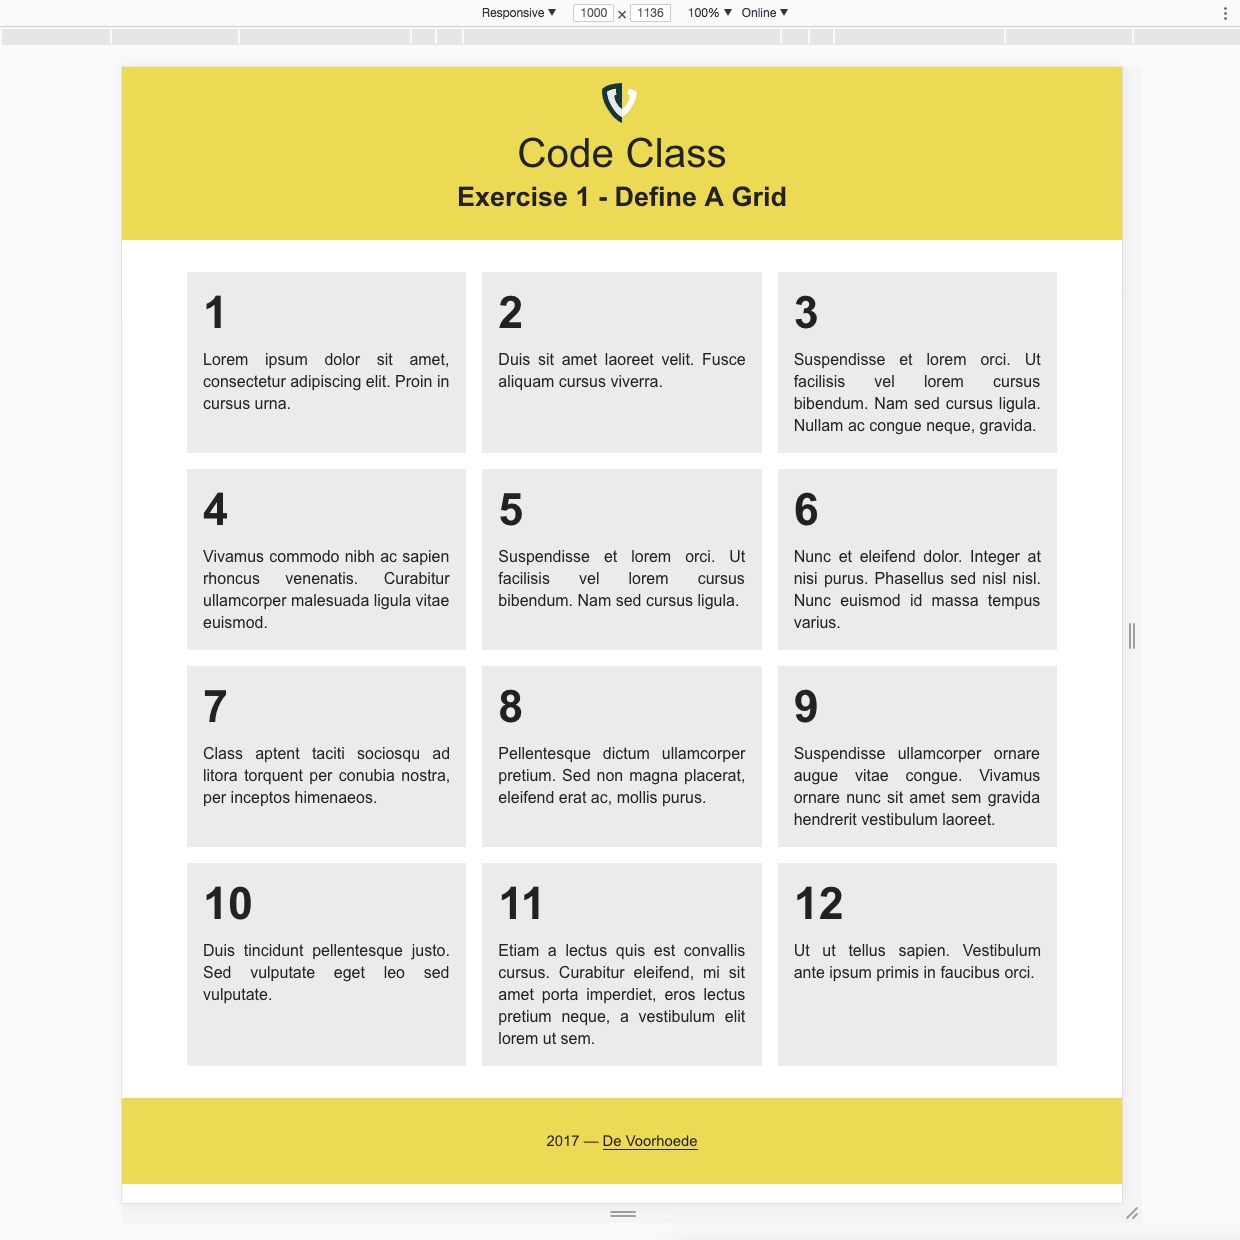 Responsive ▼ 1000 × 1136 100% ▼ Online ▼
Code Class
Exercise 1 - Define A Grid
1
Lorem ipsum dolor sit amet,
consectetur adipiscing elit. Proin in
cursus urna.
2
Duis sit amet laoreet velit. Fusce
aliquam cursus viverra.
3
Suspendisse et lorem orci. Ut
facilisis vel lorem cursus
bibendum. Nam sed cursus ligula.
Nullam ac congue neque, gravida.
4
Vivamus commodo nibh ac sapien
rhoncus venenatis. Curabitur
ullamcorper malesuada ligula vitae
euismod.
5
Suspendisse et lorem orci. Ut
facilisis vel lorem cursus
bibendum. Nam sed cursus ligula.
6
Nunc et eleifend dolor. Integer at
nisi purus. Phasellus sed nisl nisl.
Nunc euismod id massa tempus
varius.
7
Class aptent taciti sociosqu ad
litora torquent per conubia nostra,
per inceptos himenaeos.
8
Pellentesque dictum ullamcorper
pretium. Sed non magna placerat,
eleifend erat ac, mollis purus.
9
Suspendisse ullamcorper ornare
augue vitae congue. Vivamus
ornare nunc sit amet sem gravida
hendrerit vestibulum laoreet.
10
Duis tincidunt pellentesque justo.
Sed vulputate eget leo sed
vulputate.
11
Etiam a lectus quis est convallis
cursus. Curabitur eleifend, mi sit
amet porta imperdiet, eros lectus
pretium neque, a vestibulum elit
lorem ut sem.
12
Ut ut tellus sapien. Vestibulum
ante ipsum primis in faucibus orci.
2017 — De Voorhoede